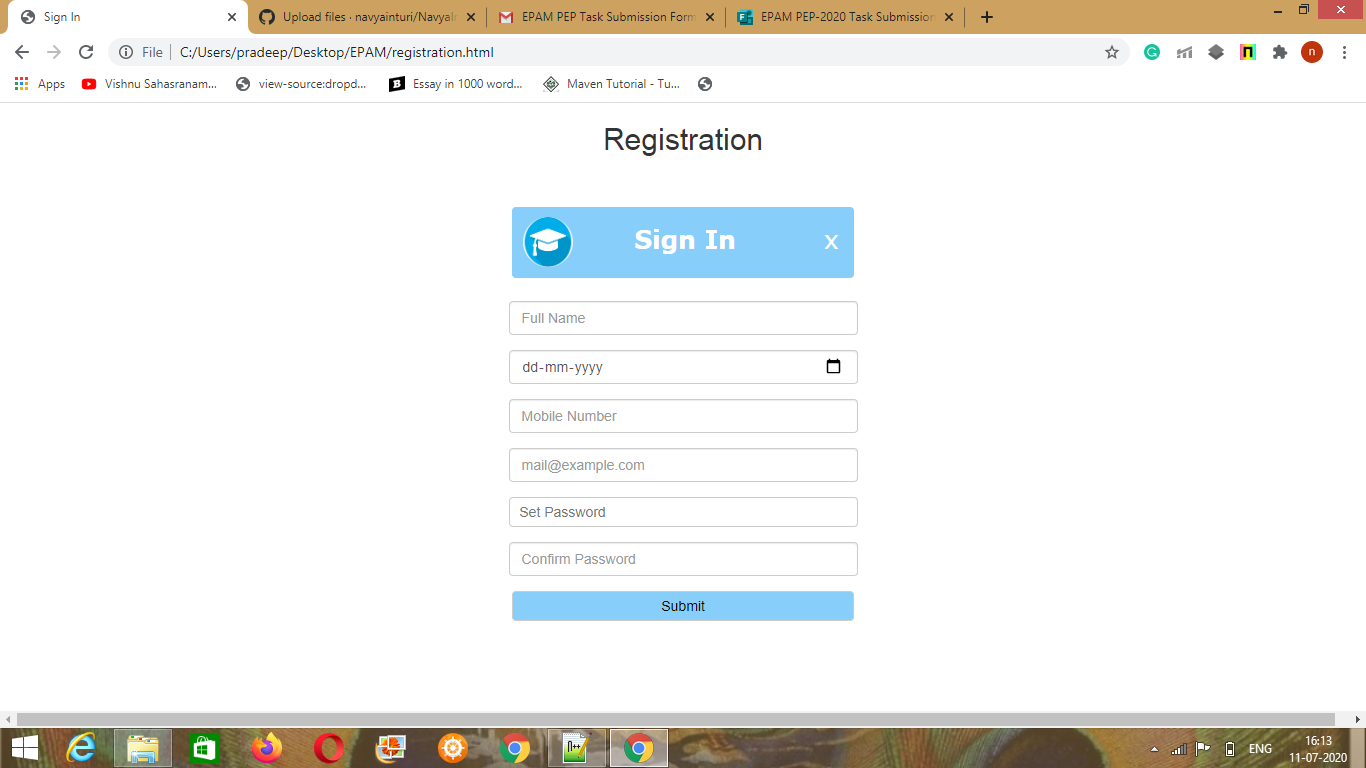 Sign In
Upload files · navyainturi/Navya
EPAM PEP Task Submission Form
EPAM PEP-2020 Task Submission
File | C:/Users/pradeep/Desktop/EPAM/registration.html
n
Apps
Vishnu Sahasranam...
view-source:dropd...
Essay in 1000 word...
Maven Tutorial - Tu...
Registration
Sign In
X
Full Name
dd-mm-yyyy
Mobile Number
mail@example.com
Set Password
Confirm Password
Submit
ENG
16:13
11-07-2020